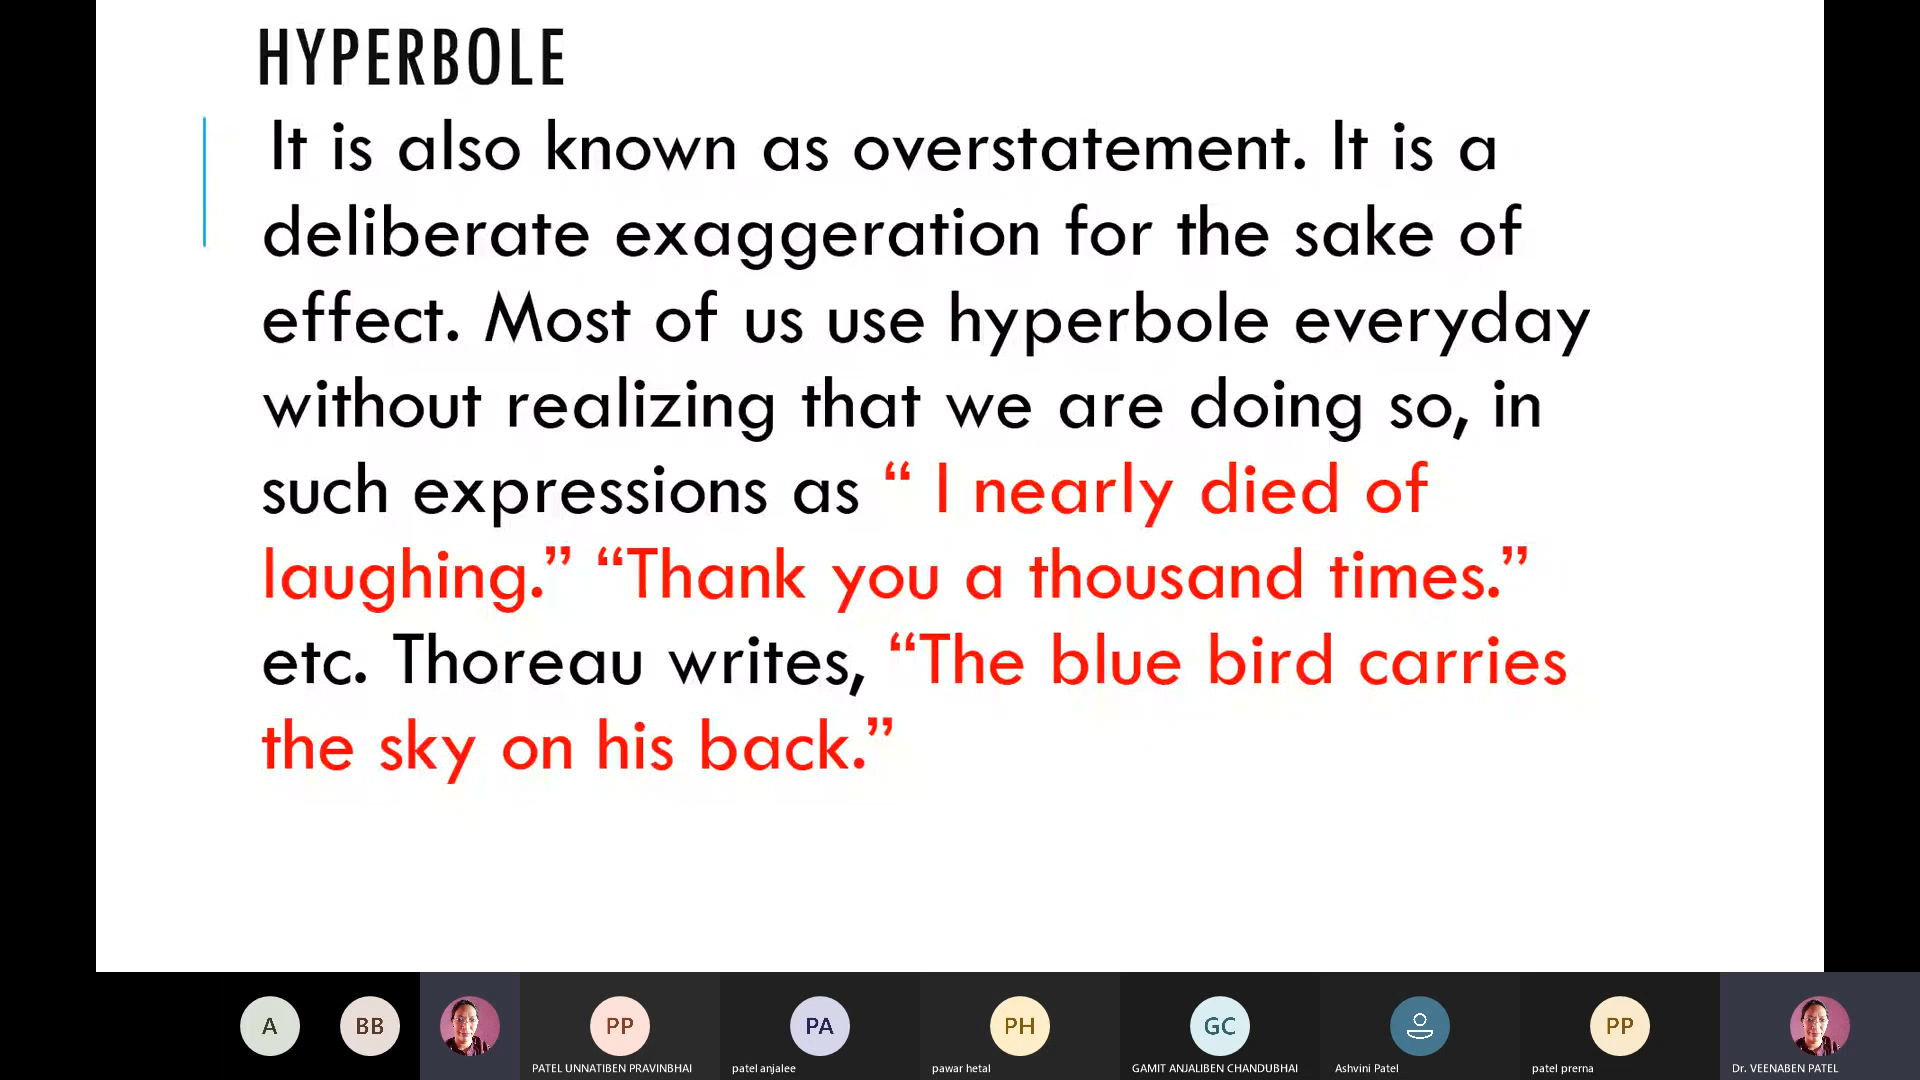 HYPERBOLE
It is also known as overstatement. It is a
deliberate exaggeration for the sake of
effect. Most of us use hyperbole everyday
without realizing that we are doing so, in
such expressions as “ I nearly died of
laughing.” “Thank you a thousand times.”
etc. Thoreau writes, “The blue bird carries
the sky on his back.”
A BB PP PA PH GC PP
PATEL UNNATIBEN PRAVINBHAI patel anjalee pawar hetal GAMIT ANJALIBEN CHANDUBHAI Ashvini Patel patel prerna Dr. VEENABEN PATEL